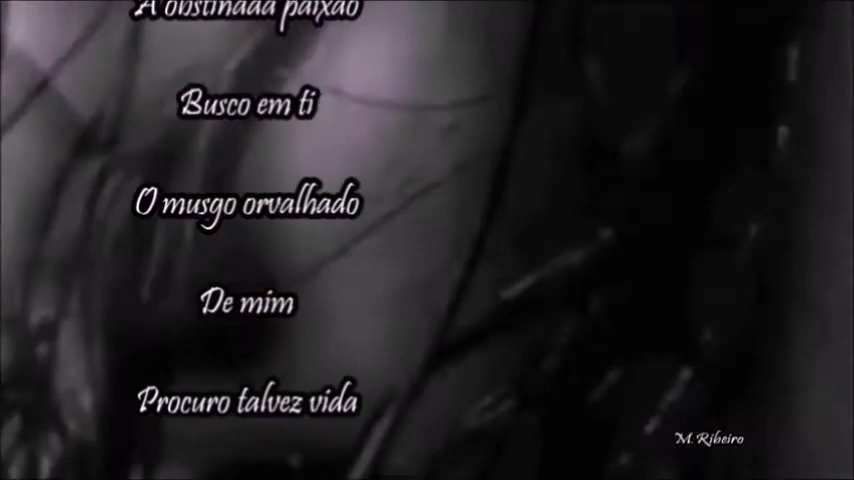 A obstinada paixão
Busco em ti
O musgo orvalhado
De mim
Procuro talvez vida
M. Ribeiro